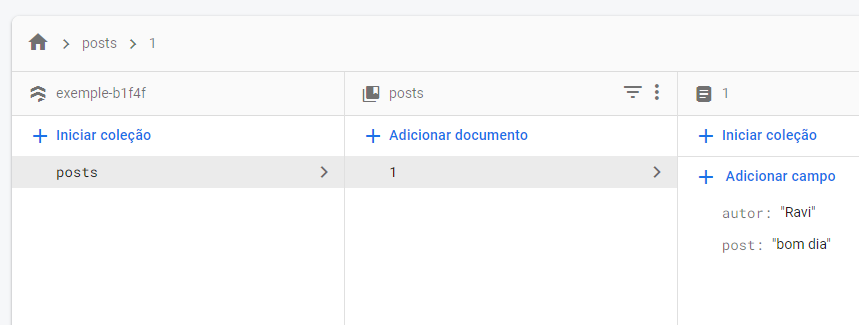 posts 1
exemple-b1f4f posts 1
Iniciar coleção Adicionar documento Iniciar coleção
posts 1 Adicionar campo
autor: "Ravi"
post: "bom dia"